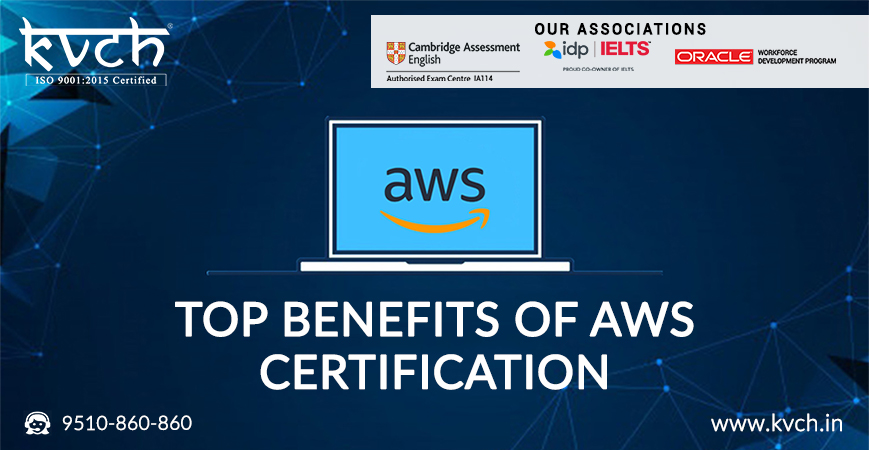 kvch®
ISO 9001:2015 Certified
OUR ASSOCIATIONS
Cambridge Assessment
English
Authorised Exam Centre IA114
idp | IELTS
PROUD CO-OWNER OF IELTS
ORACLE
WORKFORCE
DEVELOPMENT PROGRAM
aws
TOP BENEFITS OF AWS
CERTIFICATION
9510-860-860
www.kvch.in